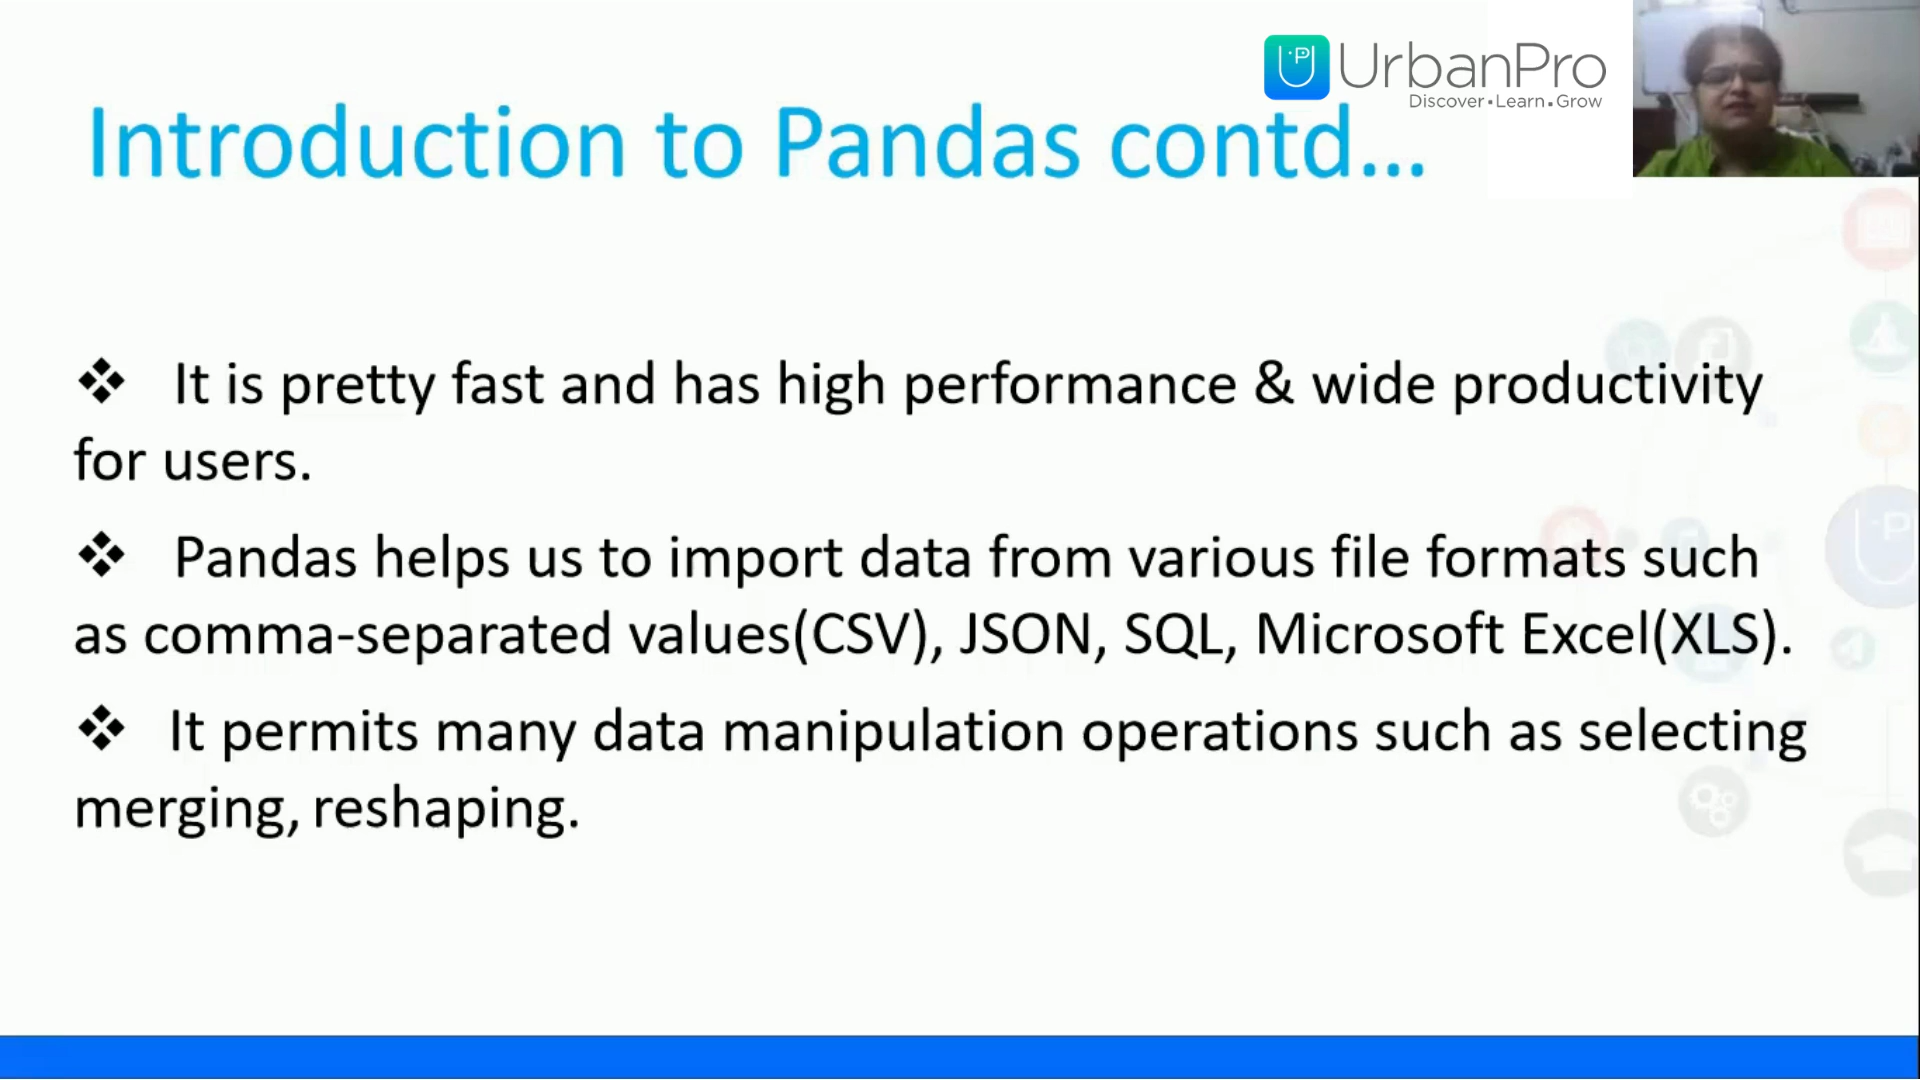 UP
UrbanPro
Discover • Learn • Grow
Introduction to Pandas contd...
❖ It is pretty fast and has high performance & wide productivity
for users.
❖ Pandas helps us to import data from various file formats such
as comma-separated values(CSV), JSON, SQL, Microsoft Excel(XLS).
❖ It permits many data manipulation operations such as selecting
merging, reshaping.
UP